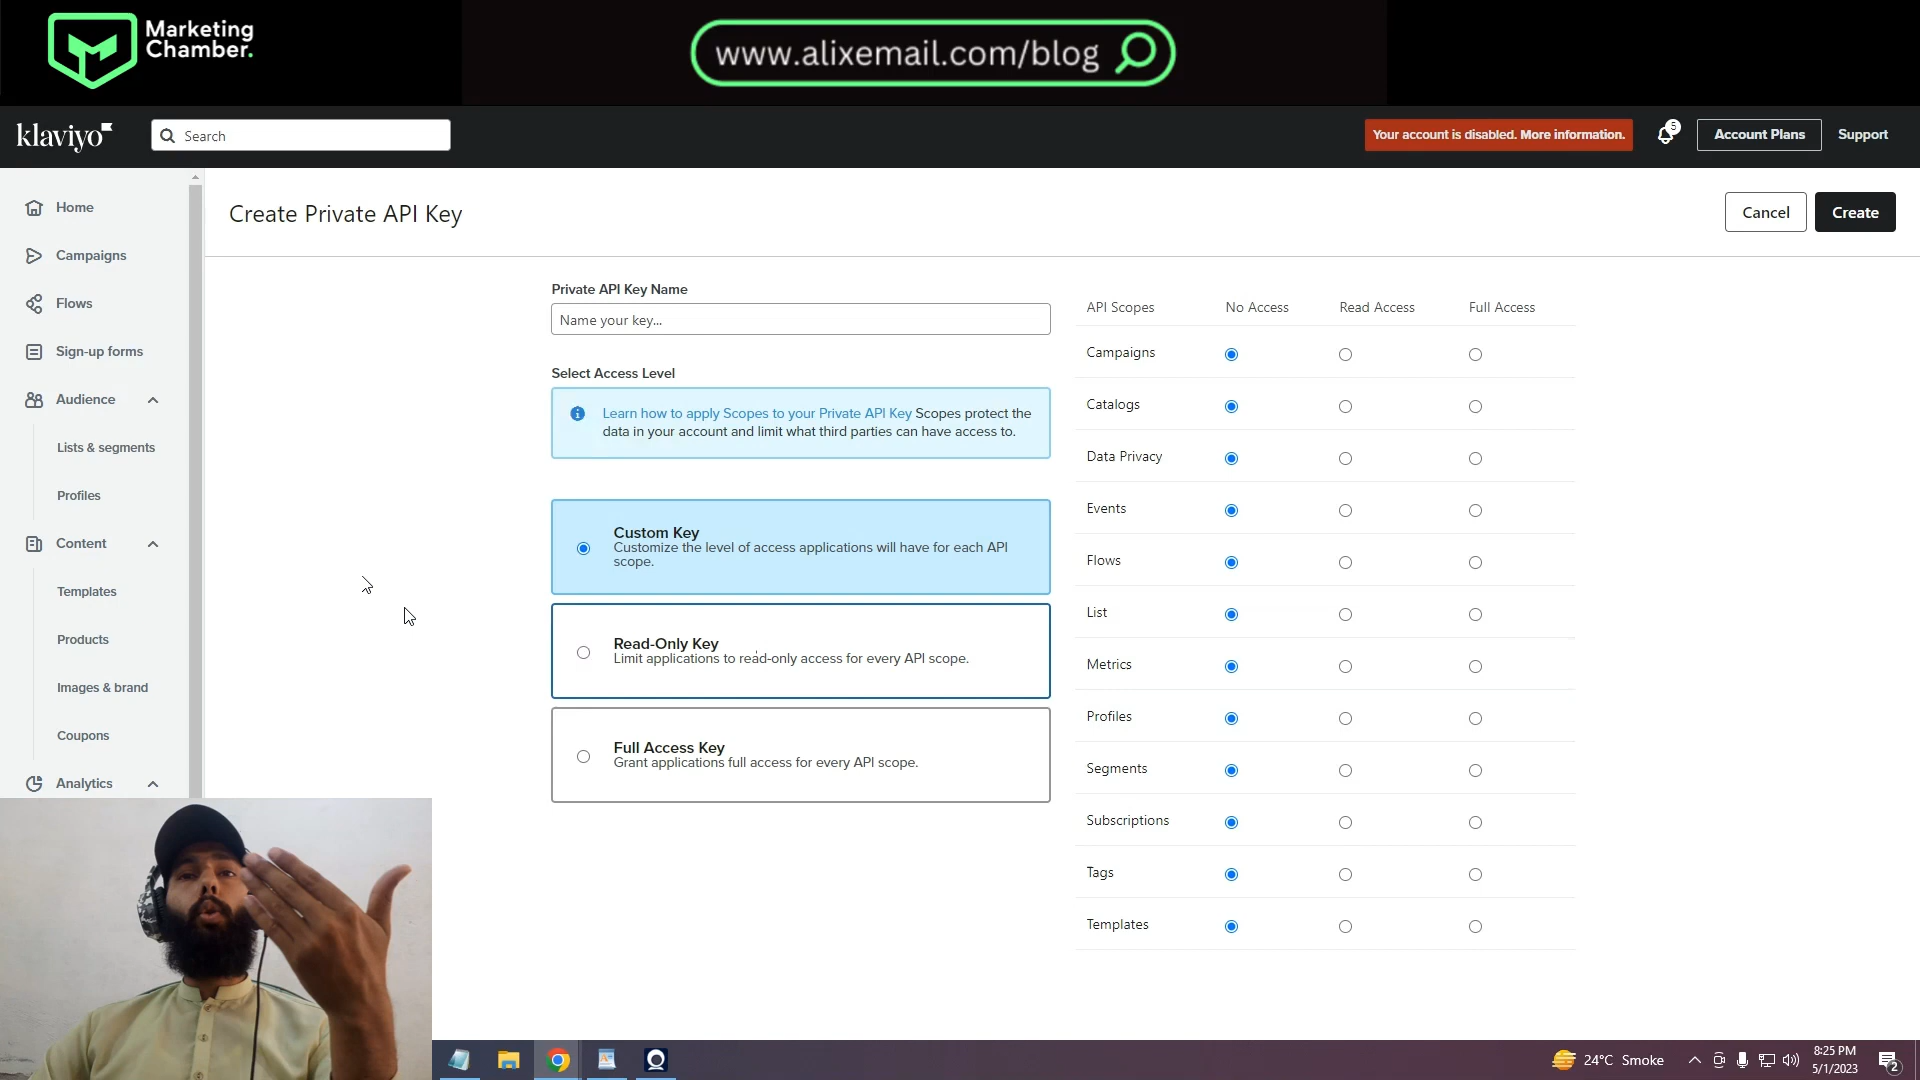 Marketing
Chamber.
www.alixemail.com/blog
klaviyo
Search
Your account is disabled. More information.
5
Account Plans
Support
Home
Campaigns
Flows
Sign-up forms
Audience
Lists & segments
Profiles
Content
Templates
Products
Images & brand
Coupons
Analytics
Create Private API Key
Cancel
Create
Private API Key Name
Name your key...
Select Access Level
Learn how to apply Scopes to your Private API Key Scopes protect the
data in your account and limit what third parties can have access to.
Custom Key
Customize the level of access applications will have for each API
scope.
Read-Only Key
Limit applications to read-only access for every API scope.
Full Access Key
Grant applications full access for every API scope.
API Scopes No Access Read Access Full Access
Campaigns
Catalogs
Data Privacy
Events
Flows
List
Metrics
Profiles
Segments
Subscriptions
Tags
Templates
24°C Smoke
8:25 PM
5/1/2023
2